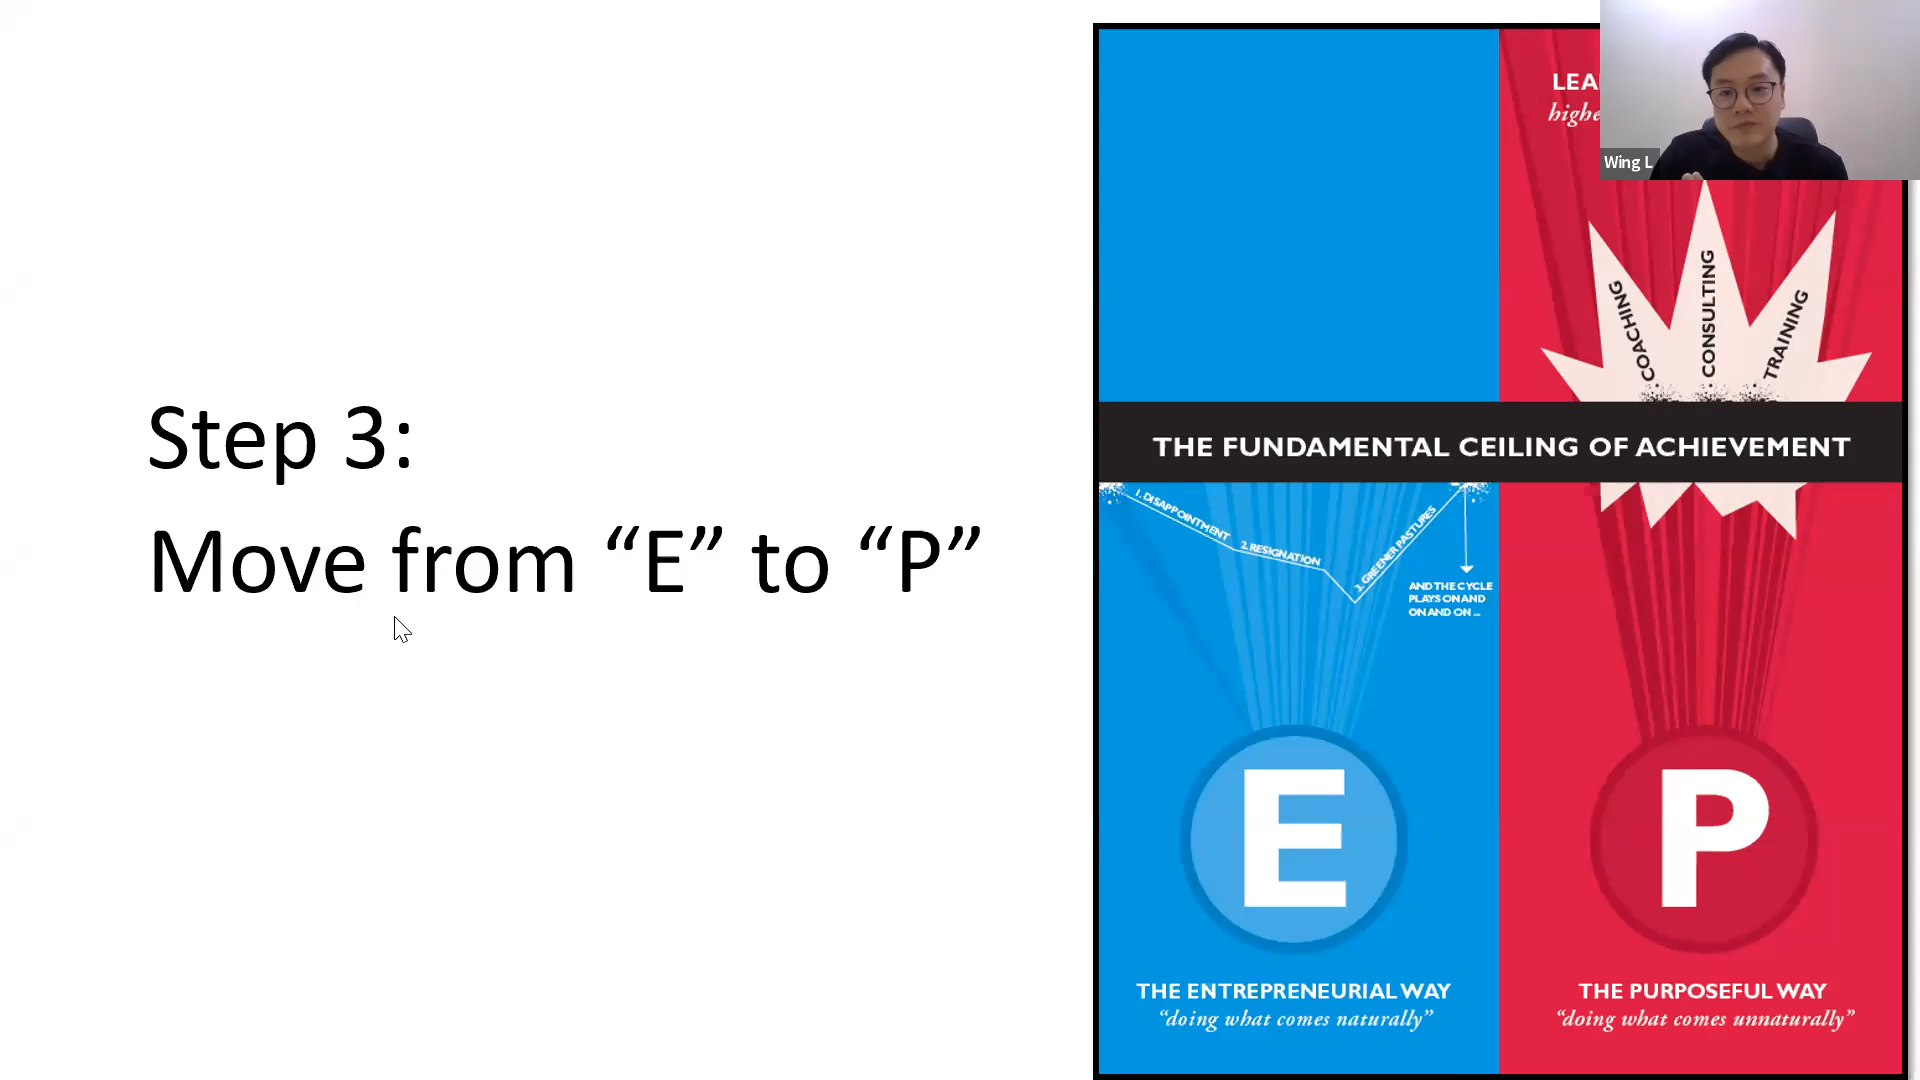 Step 3:
Move from “E” to “P”
Wing L
COACHING
CONSULTING
TRAINING
THE FUNDAMENTAL CEILING OF ACHIEVEMENT
1. DISAPPOINTMENT
2. RESIGNATION
3. GREENER PASTURES
AND THE CYCLE
PLAYS ON AND
ON AND ON ...
E
P
THE ENTREPRENEURIAL WAY
“doing what comes naturally”
THE PURPOSEFUL WAY
“doing what comes unnaturally”